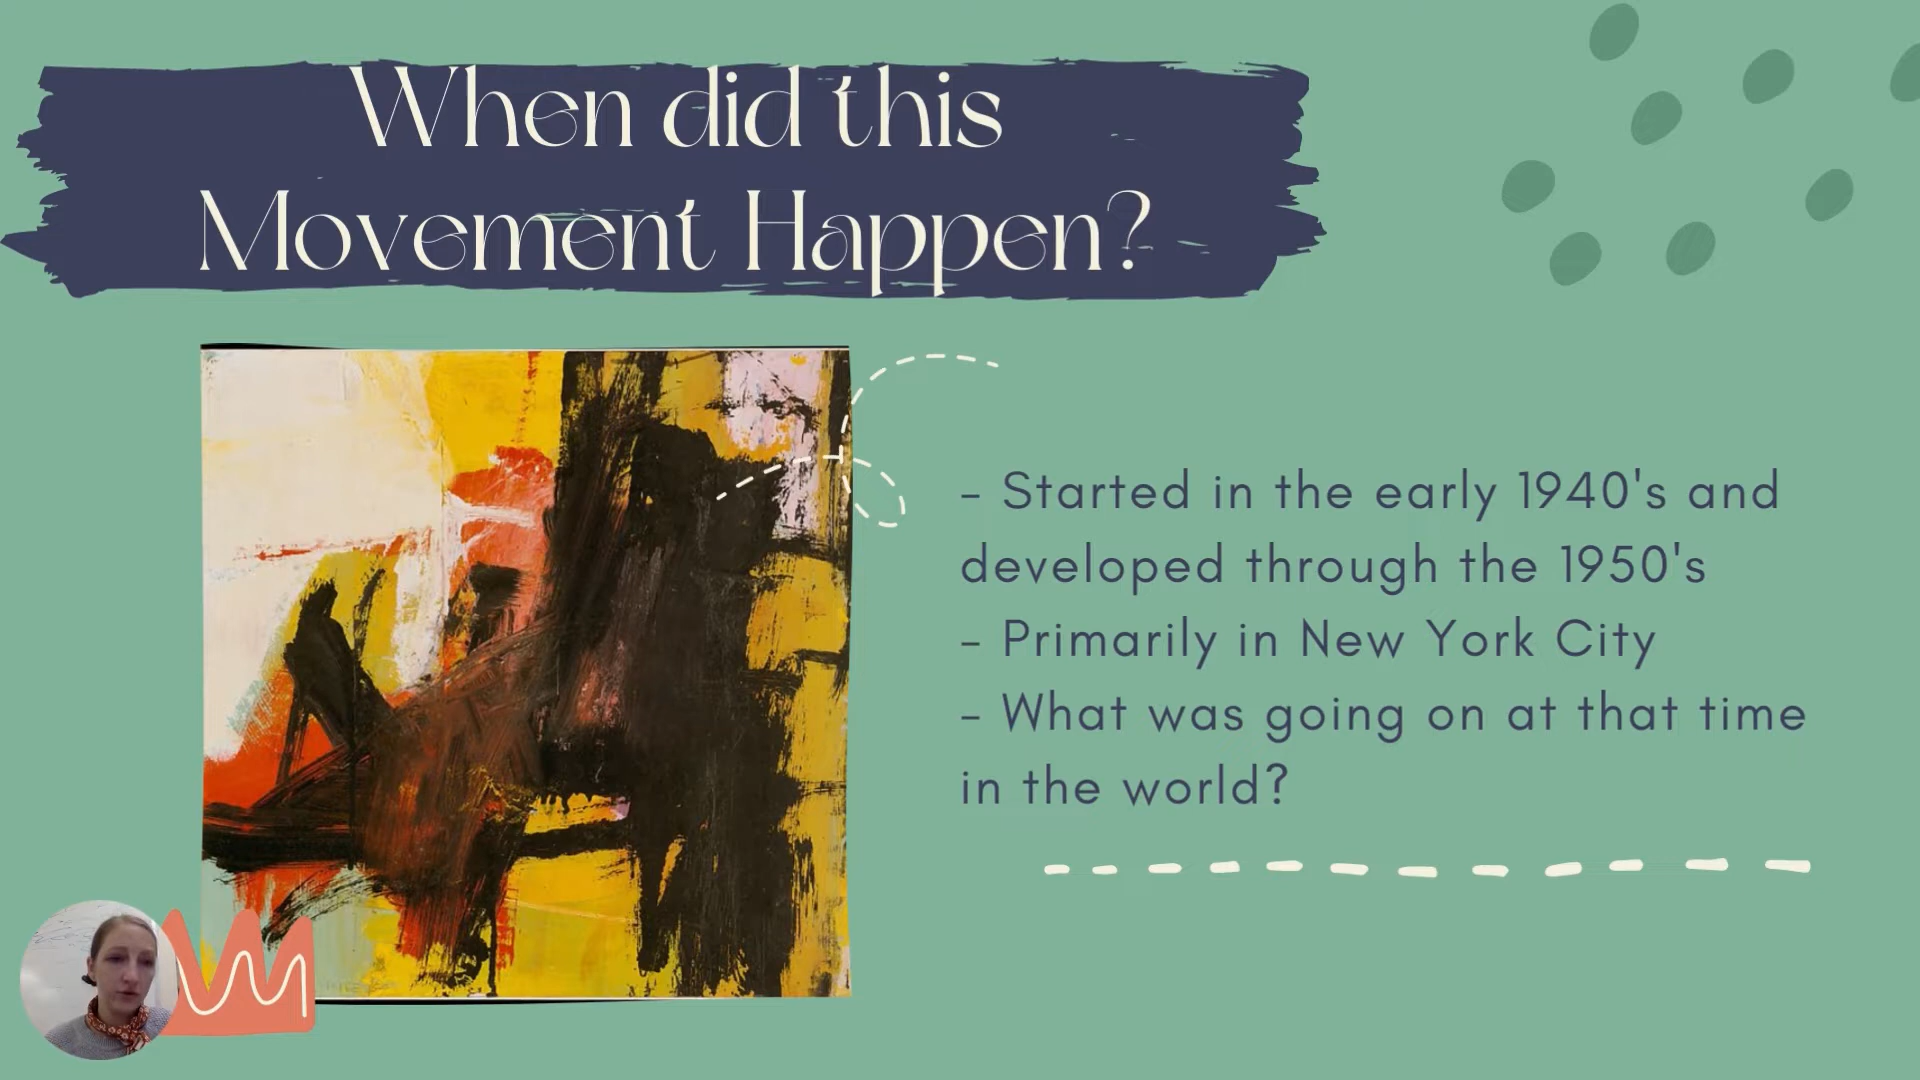 When did this
Movement Happen?
- Started in the early 1940's and
developed through the 1950's
- Primarily in New York City
- What was going on at that time
in the world?